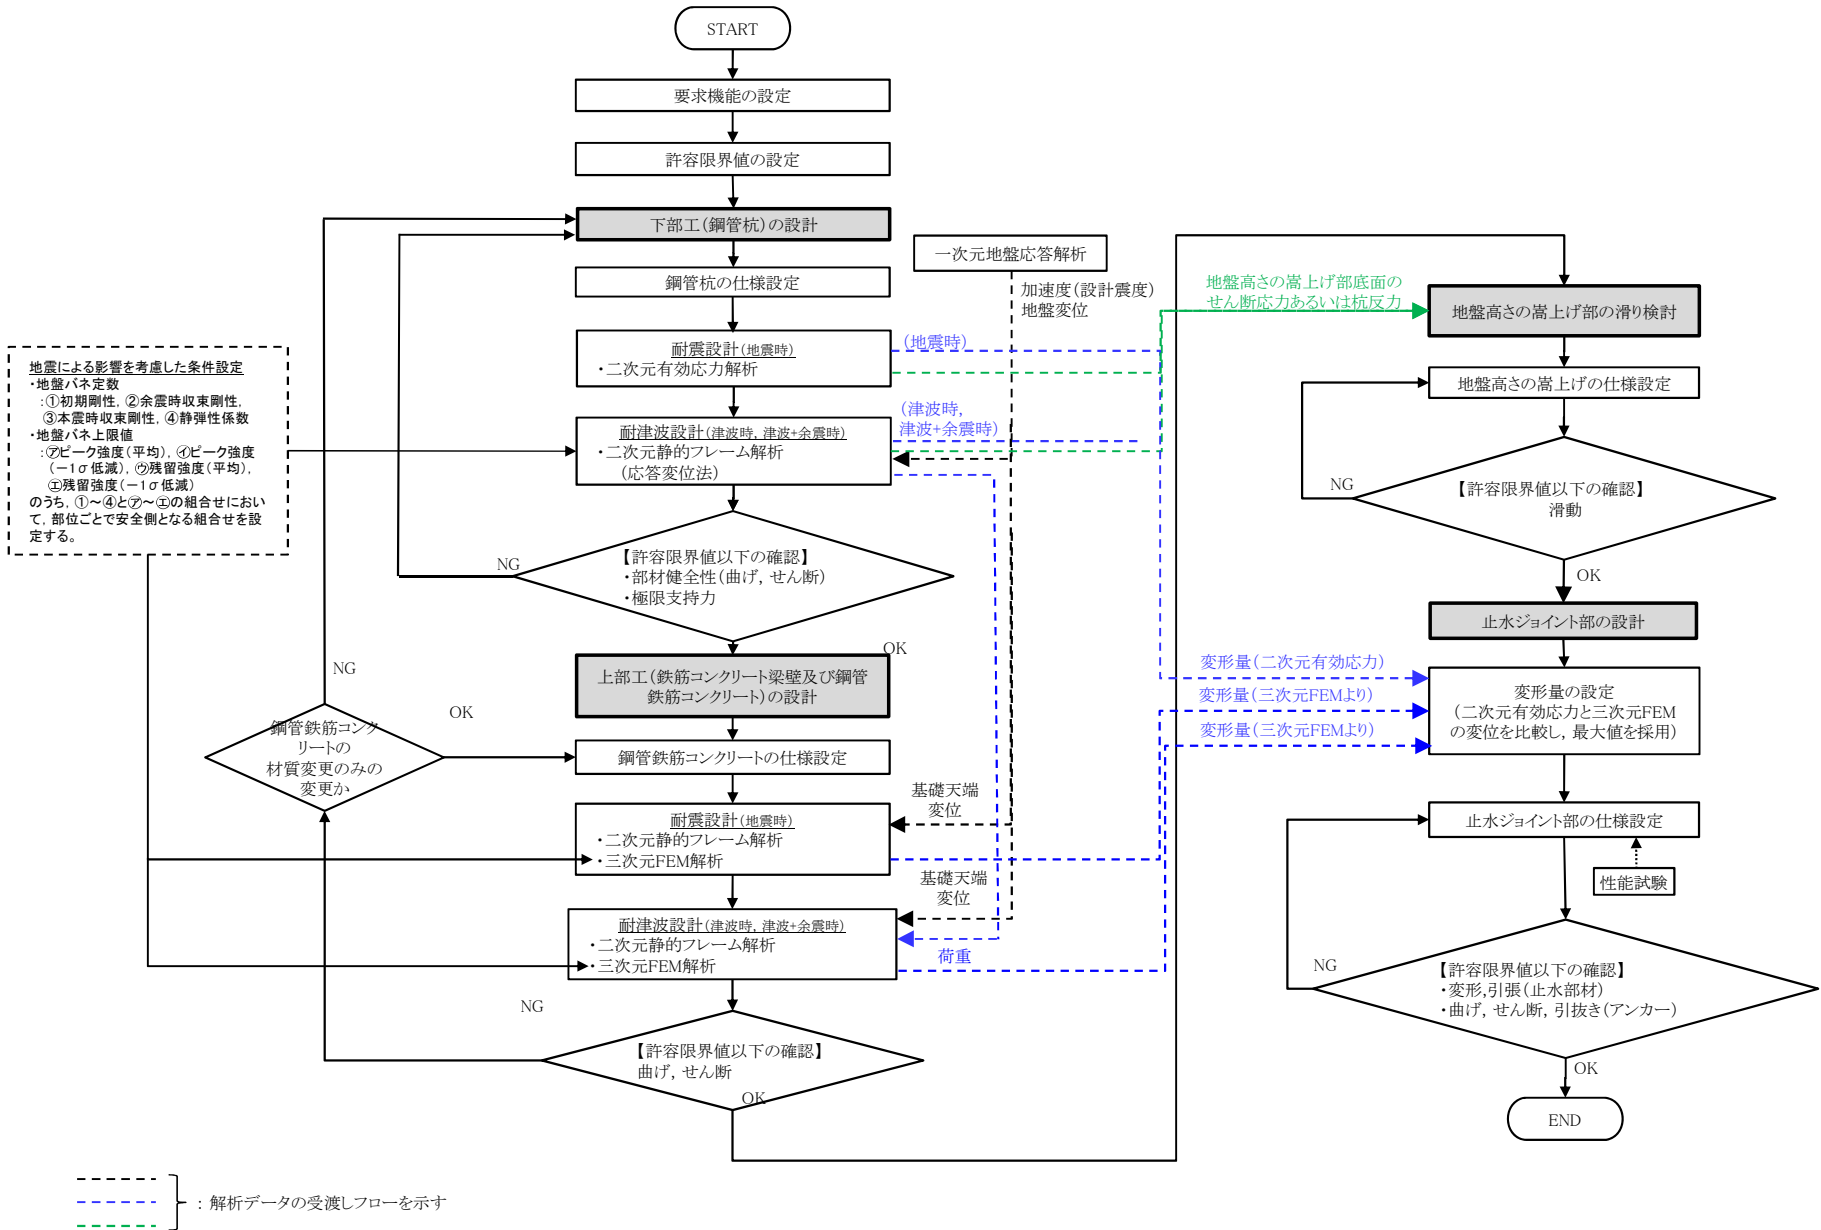 START
要求機能の設定
許容限界値の設定
下部工（鋼管杭）の設計
鋼管杭の仕様設定
耐震設計（地震時）
・二次元有効応力解析
耐津波設計（津波時，津波+余震時）
・二次元静的フレーム解析
（応答変位法）
地震による影響を考慮した条件設定
・地盤バネ定数
：①初期剛性，②余震時収束剛性，
③本震時収束剛性，④静弾性係数
・地盤バネ上限値
：㋐ピーク強度（平均），㋑ピーク強度
（－1σ低減），㋒残留強度（平均），
㋓残留強度（－1σ低減）
のうち，①～④と㋐～㋓の組合せにおい
て，部位ごとで安全側となる組合せを設
定する。
NG
【許容限界値以下の確認】
・部材健全性（曲げ，せん断）
・極限支持力
OK
上部工（鉄筋コンクリート梁壁及び鋼管
鉄筋コンクリート）の設計
NG
OK
鋼管鉄筋コンク
リートの
材質変更のみの
変更か
鋼管鉄筋コンクリートの仕様設定
耐震設計（地震時）
・二次元静的フレーム解析
・三次元FEM解析
耐津波設計（津波時，津波+余震時）
・二次元静的フレーム解析
・三次元FEM解析
NG
【許容限界値以下の確認】
曲げ，せん断
OK
一次元地盤応答解析
加速度（設計震度）
地盤変位
（地震時）
（津波時，
津波+余震時）
基礎天端
変位
基礎天端
変位
荷重
地盤高さの嵩上げ部底面の
せん断応力あるいは杭反力
変形量（二次元有効応力）
変形量（三次元FEMより）
変形量（三次元FEMより）
地盤高さの嵩上げ部の滑り検討
地盤高さの嵩上げの仕様設定
NG
【許容限界値以下の確認】
滑動
OK
止水ジョイント部の設計
変形量の設定
（二次元有効応力と三次元FEM
の変位を比較し，最大値を採用）
止水ジョイント部の仕様設定
性能試験
NG
【許容限界値以下の確認】
・変形,引張（止水部材）
・曲げ，せん断，引抜き（アンカー）
OK
END
：解析データの受渡しフローを示す